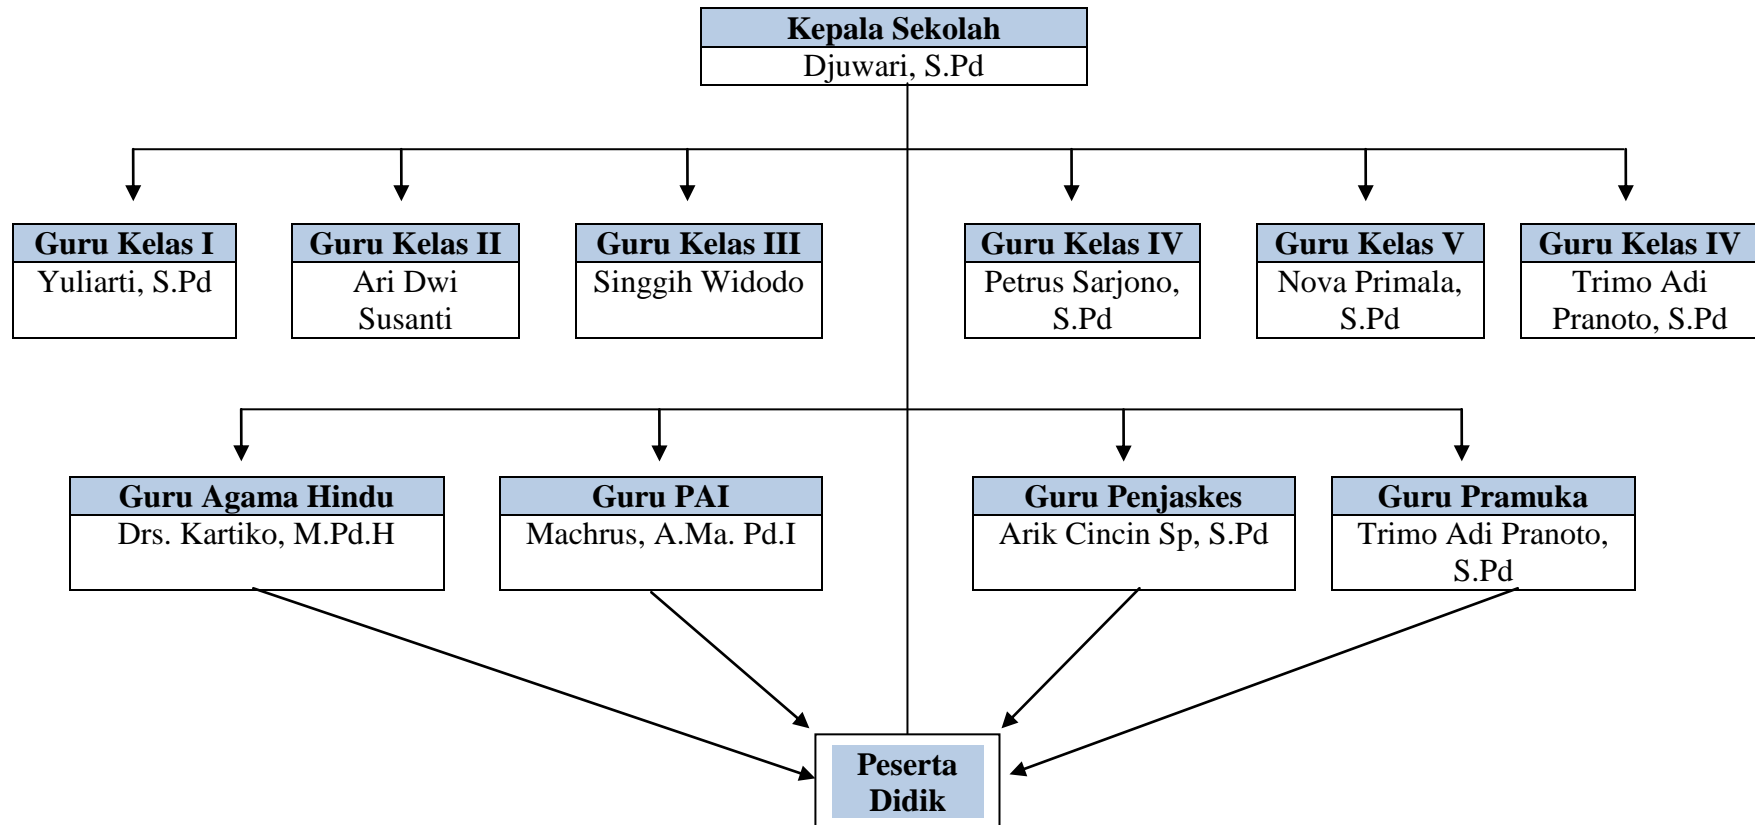 Kepala Sekolah
Djuwari, S.Pd
Guru Kelas I
Yuliarti, S.Pd
Guru Kelas II
Ari Dwi
Susanti
Guru Kelas III
Singgih Widodo
Guru Kelas IV
Petrus Sarjono,
S.Pd
Guru Kelas V
Nova Primala,
S.Pd
Guru Kelas IV
Trimo Adi
Pranoto, S.Pd
Guru Agama Hindu
Drs. Kartiko, M.Pd.H
Guru PAI
Machrus, A.Ma. Pd.I
Guru Penjaskes
Arik Cincin Sp, S.Pd
Guru Pramuka
Trimo Adi Pranoto,
S.Pd
Peserta
Didik